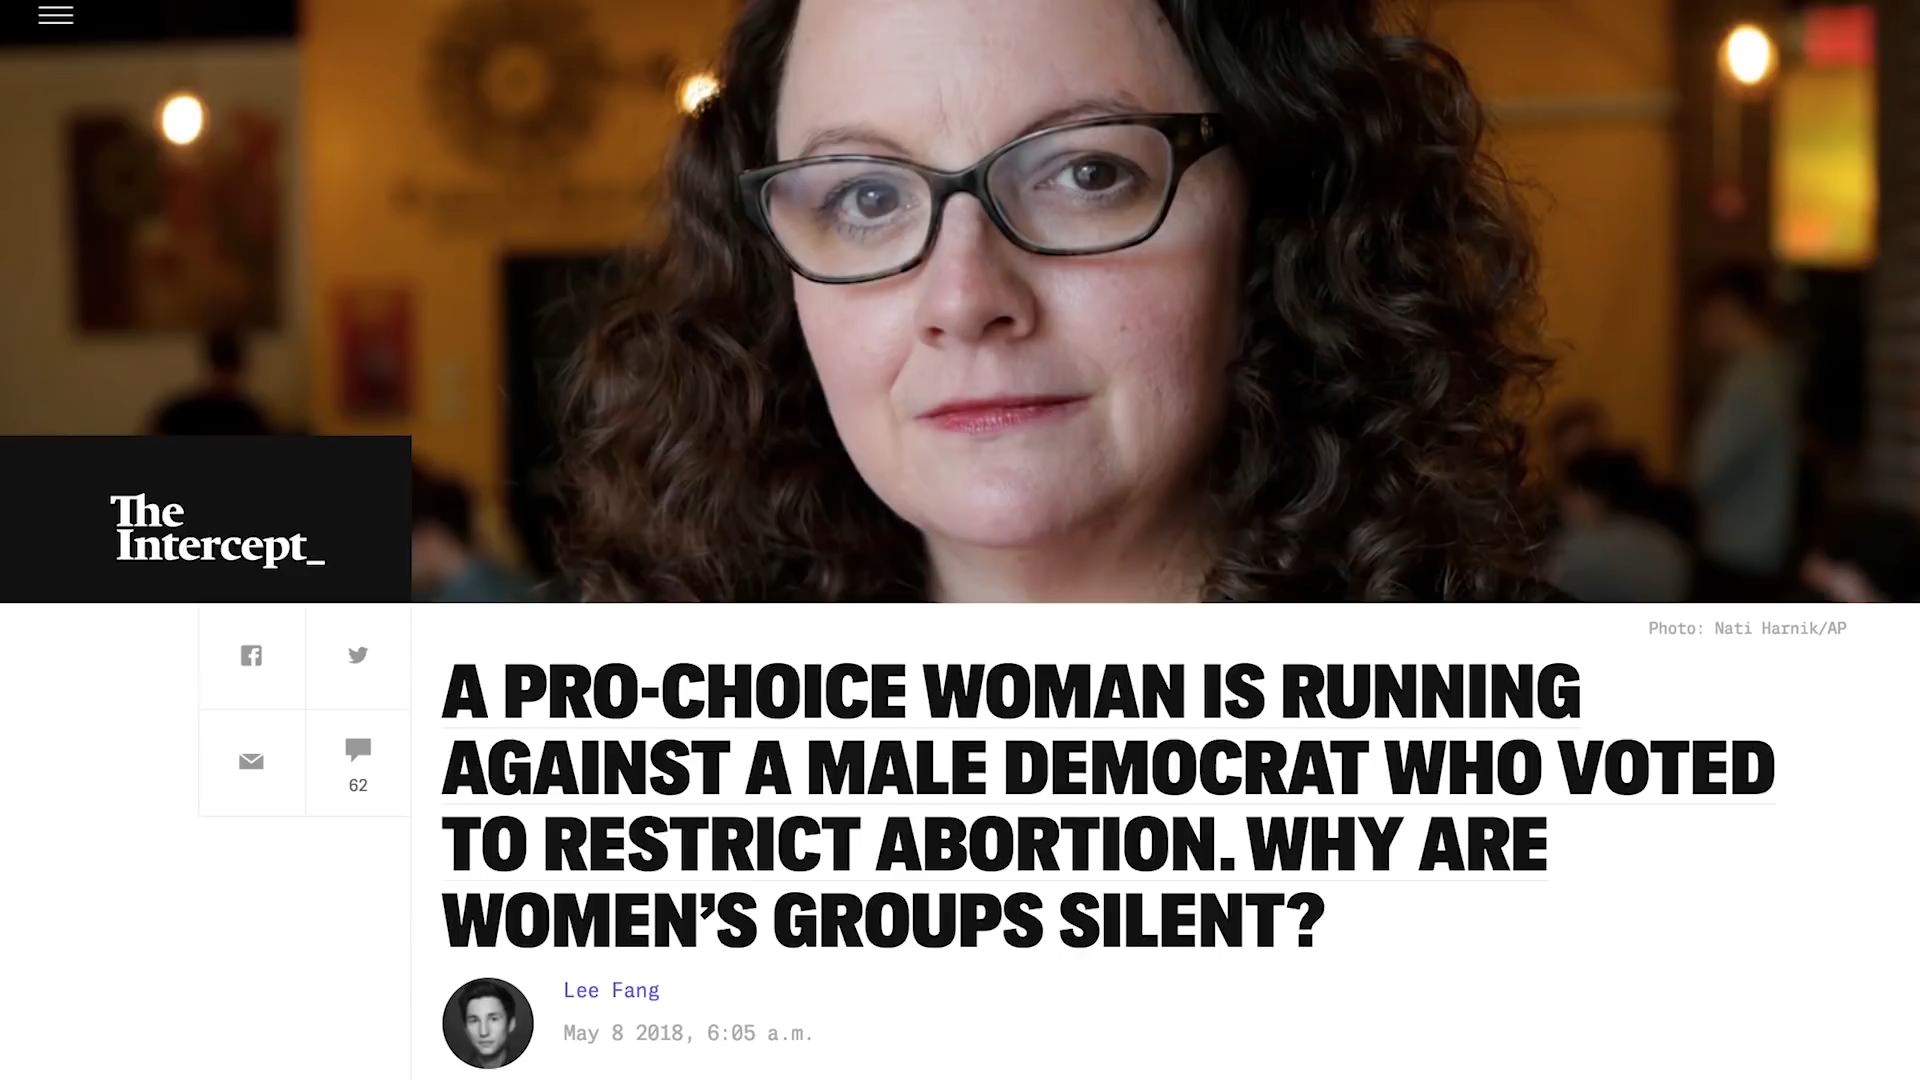 The
Intercept_
Photo: Nati Harnik/AP
A PRO-CHOICE WOMAN IS RUNNING
AGAINST A MALE DEMOCRAT WHO VOTED
TO RESTRICT ABORTION. WHY ARE
WOMEN’S GROUPS SILENT?
62
Lee Fang
May 8 2018, 6:05 a.m.